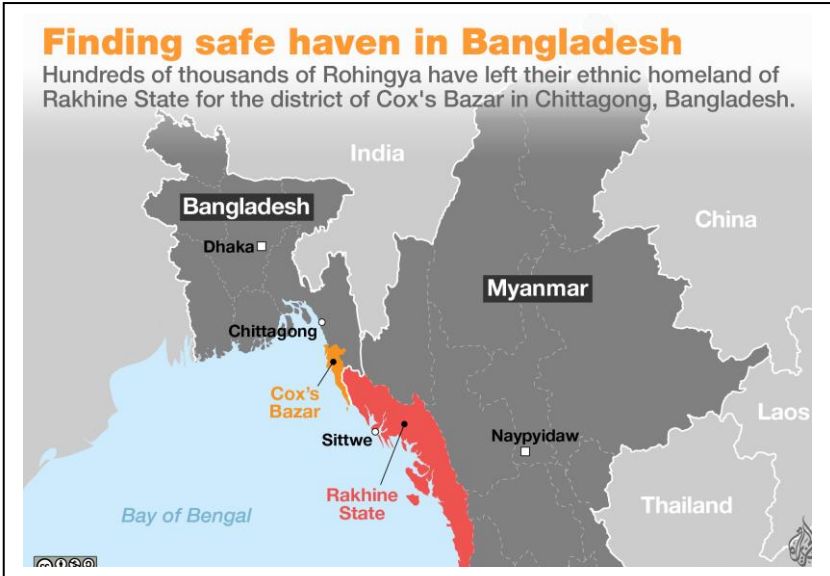 Finding safe haven in Bangladesh
Hundreds of thousands of Rohingya have left their ethnic homeland of
Rakhine State for the district of Cox's Bazar in Chittagong, Bangladesh.
India
Bangladesh
China
Dhaka
Myanmar
Chittagong
Cox's
Bazar
Laos
Sittwe
Naypyidaw
Rakhine
State
Thailand
Bay of Bengal